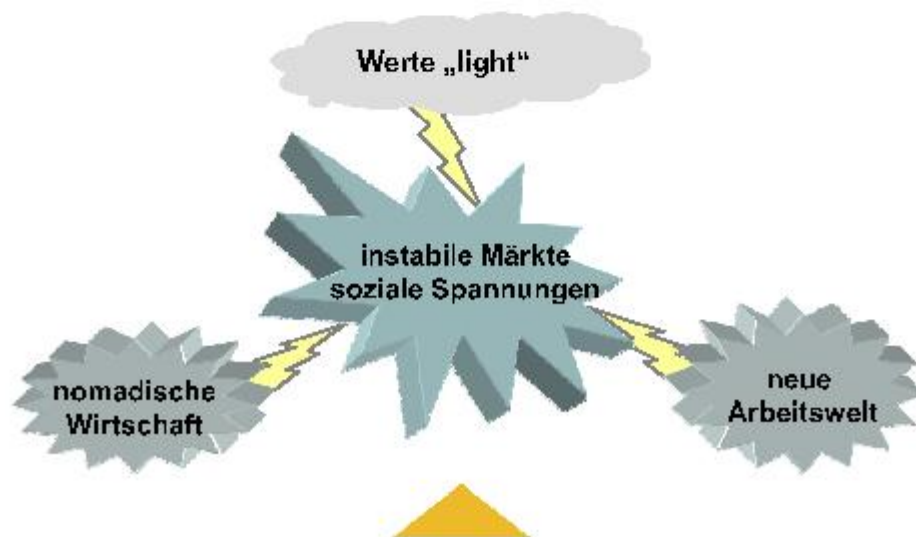 Werte „light“
instabile Märkte
soziale Spannungen
nomadische
Wirtschaft
neue
Arbeitswelt